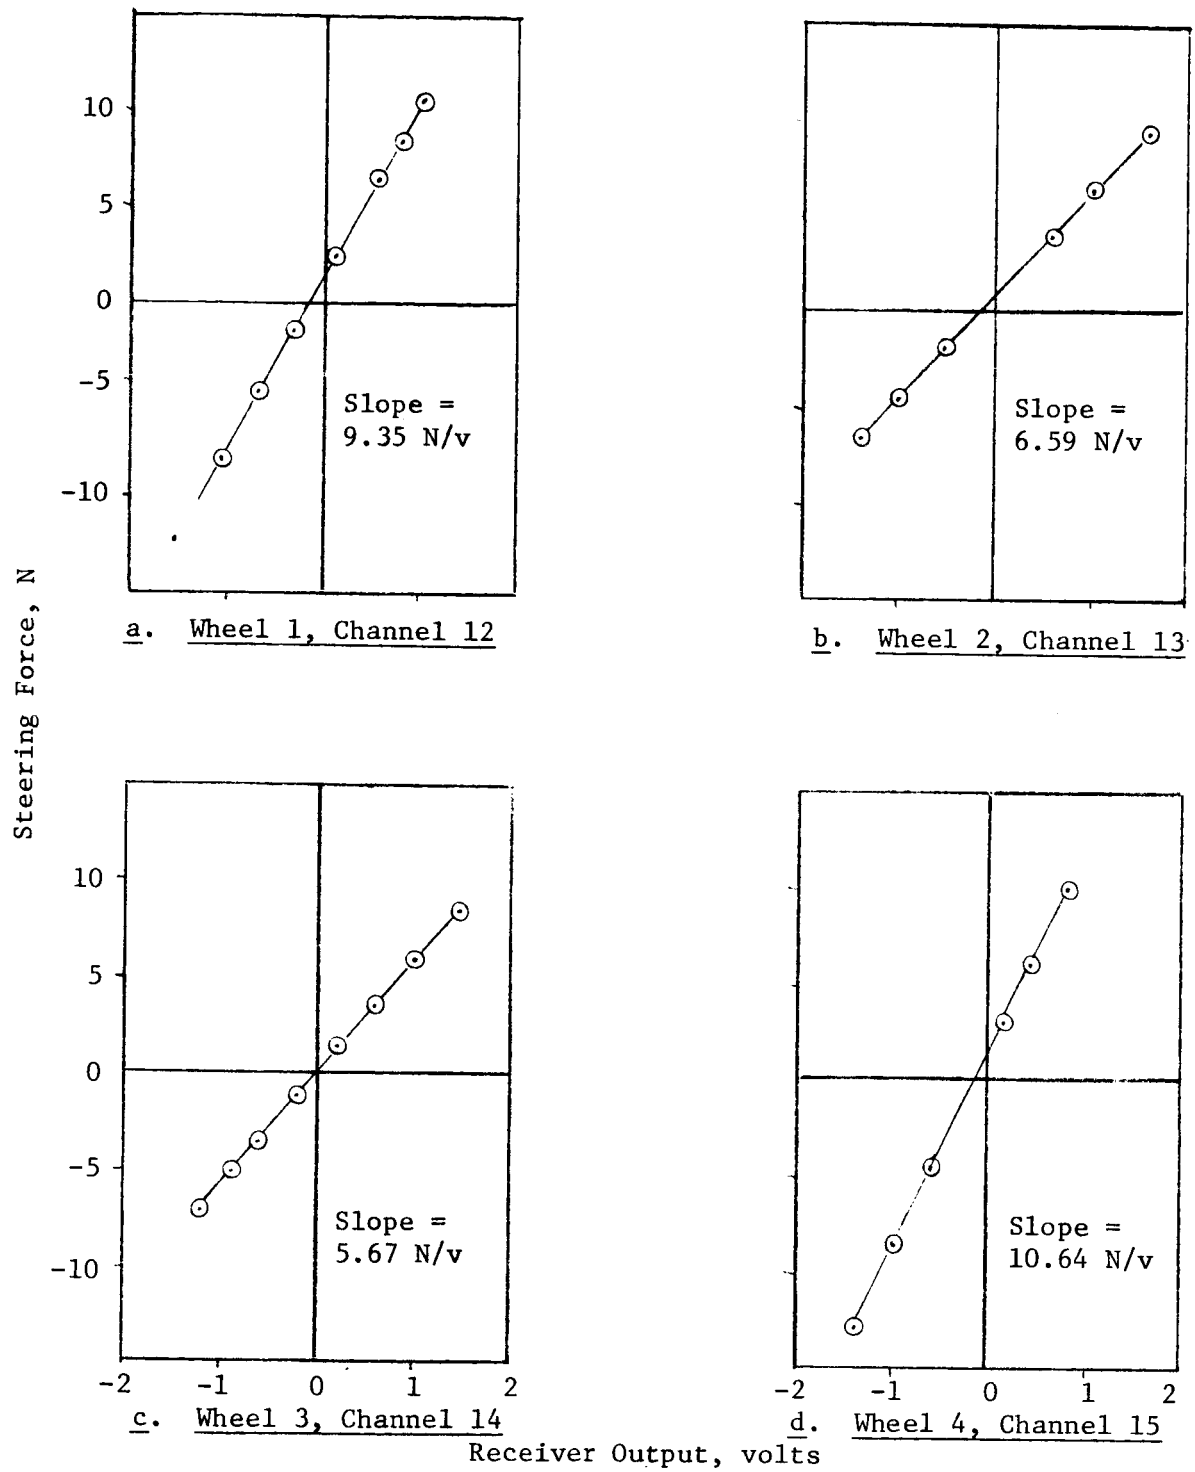 10
5
0
-5
-10
Slope =
9.35 N/v
a. Wheel 1, Channel 12
Slope =
6.59 N/v
b. Wheel 2, Channel 13
Steering Force, N
10
5
0
-5
-10
Slope =
5.67 N/v
-2 -1 0 1 2
c. Wheel 3, Channel 14
Slope =
10.64 N/v
-2 -1 0 1 2
d. Wheel 4, Channel 15
Receiver Output, volts